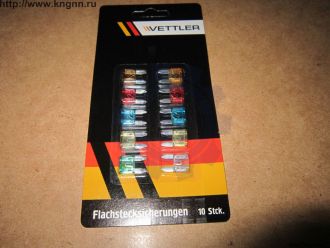 http://www.kngnn.ru
VETTLER
Flachstecksicherungen 10 Stck.